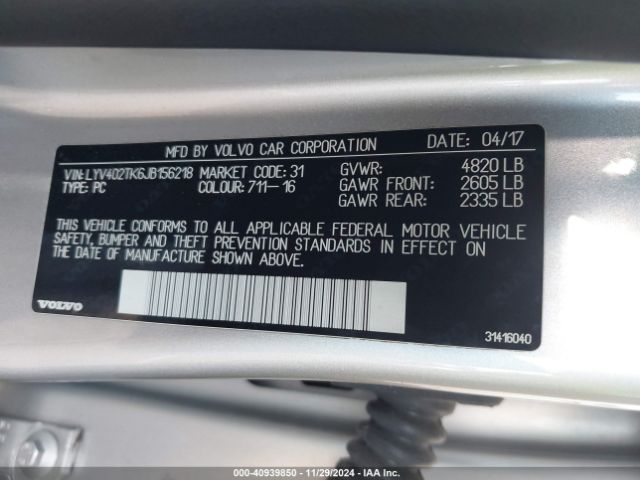 MFD BY VOLVO CAR CORPORATION DATE: 04/17
VIN: LYV402TK6JB156218 MARKET CODE: 31 GVWR: 4820 LB
TYPE: PC COLOUR: 711-16 GAWR FRONT: 2605 LB
GAWR REAR: 2335 LB
THIS VEHICLE CONFORMS TO ALL APPLICABLE FEDERAL MOTOR VEHICLE
SAFETY, BUMPER AND THEFT PREVENTION STANDARDS IN EFFECT ON
THE DATE OF MANUFACTURE SHOWN ABOVE.
VOLVO
31416040
000-40939850 | 11/29/2024 | IAA Inc.